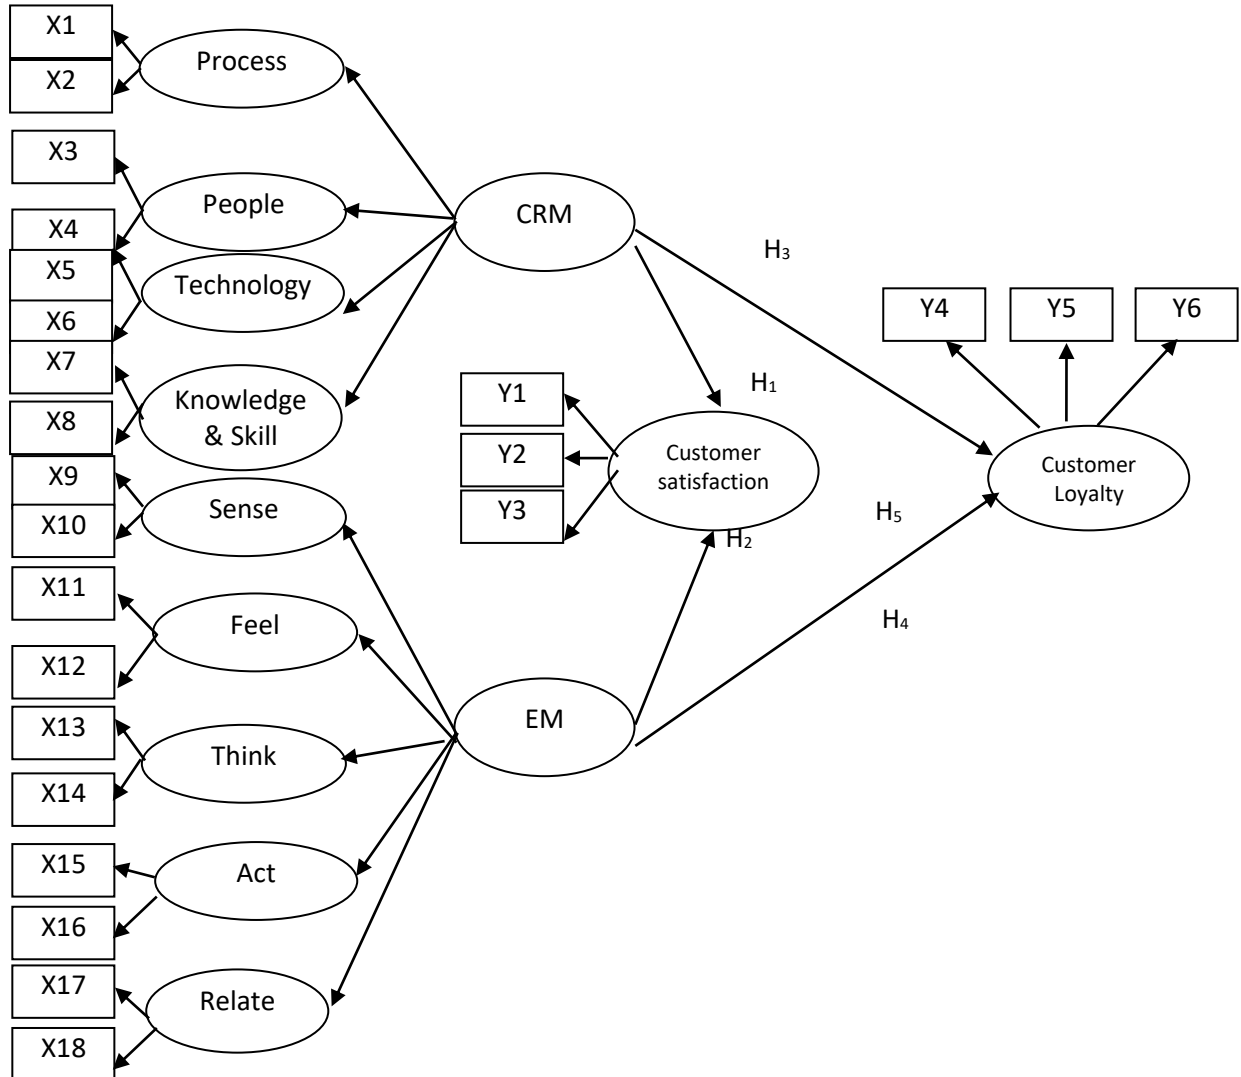 X1
X2
Process
X3
X4
People
X5
X6
Technology
X7
X8
Knowledge
& Skill
X9
X10
Sense
X11
X12
Feel
X13
X14
Think
X15
X16
Act
X17
X18
Relate
CRM
EM
Y1
Y2
Y3
Customer
satisfaction
H1
H2
H3
H5
H4
Y4
Y5
Y6
Customer
Loyalty